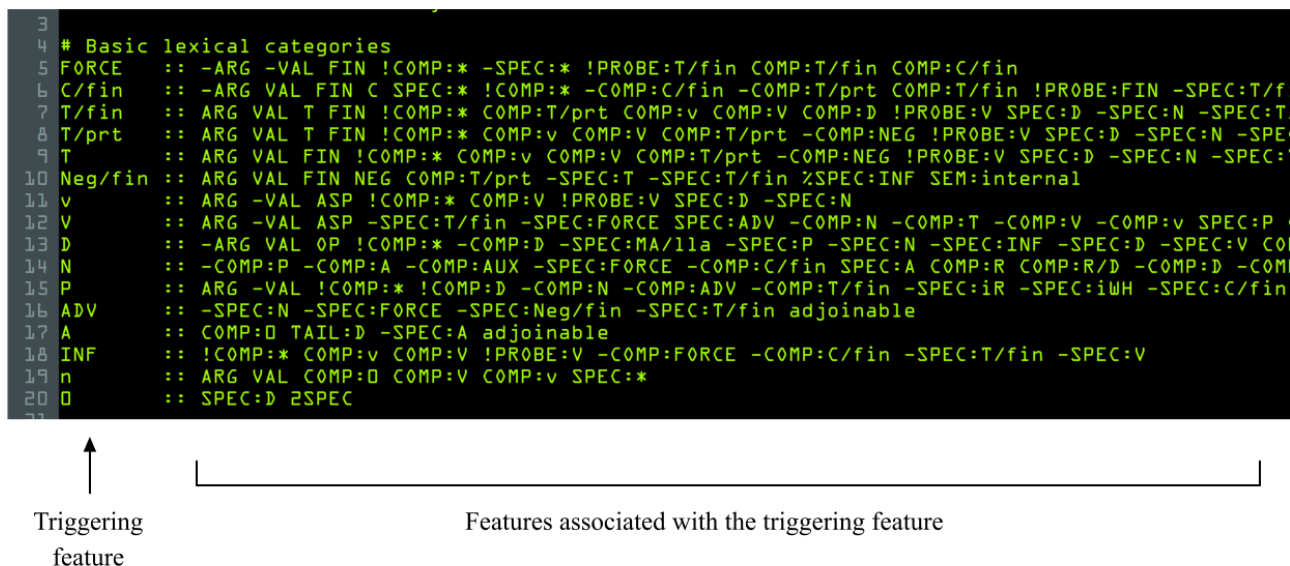 3
4 # Basic lexical categories
5 FORCE :: -ARG -VAL FIN !COMP:* -SPEC:* !PROBE:T/fin COMP:T/fin COMP:C/fin
6 C/fin :: -ARG VAL FIN C SPEC:* !COMP:* -COMP:C/fin -COMP:T/prt COMP:T/fin !PROBE:FIN -SPEC:T/f
7 T/fin :: ARG VAL T FIN !COMP:* COMP:T/prt COMP:v COMP:V COMP:D !PROBE:V SPEC:D -SPEC:N -SPEC:T
8 T/prt :: ARG VAL T FIN !COMP:* COMP:v COMP:V COMP:T/prt -COMP:NEG !PROBE:V SPEC:D -SPEC:N -SPEC
9 T :: ARG VAL FIN !COMP:* COMP:v COMP:V COMP:T/prt -COMP:NEG !PROBE:V SPEC:D -SPEC:N -SPEC:
10 Neg/fin :: ARG VAL FIN NEG COMP:T/prt -SPEC:T -SPEC:T/fin %SPEC:INF SEM:internal
11 v :: ARG -VAL ASP !COMP:* COMP:V !PROBE:V SPEC:D -SPEC:N
12 V :: ARG -VAL ASP -SPEC:T/fin -SPEC:FORCE SPEC:ADV -COMP:N -COMP:T -COMP:V -COMP:v SPEC:P
13 D :: -ARG VAL OP !COMP:* -COMP:D -SPEC:MA/lla -SPEC:P -SPEC:N -SPEC:INF -SPEC:D -SPEC:V CO
14 N :: -COMP:P -COMP:A -COMP:AUX -SPEC:FORCE -COMP:C/fin SPEC:A COMP:R COMP:R/D -COMP:D -COM
15 P :: ARG -VAL !COMP:* !COMP:D -COMP:N -COMP:ADV -COMP:T/fin -SPEC:iR -SPEC:iWH -SPEC:C/fin
16 ADV :: -SPEC:N -SPEC:FORCE -SPEC:Neg/fin -SPEC:T/fin adjoinable
17 A :: COMP:0 TAIL:D -SPEC:A adjoinable
18 INF :: !COMP:* COMP:v COMP:V !PROBE:V -COMP:FORCE -COMP:C/fin -SPEC:T/fin -SPEC:V
19 n :: ARG VAL COMP:0 COMP:V COMP:v SPEC:*
20 0 :: SPEC:D 2SPEC
Triggering
feature
Features associated with the triggering feature